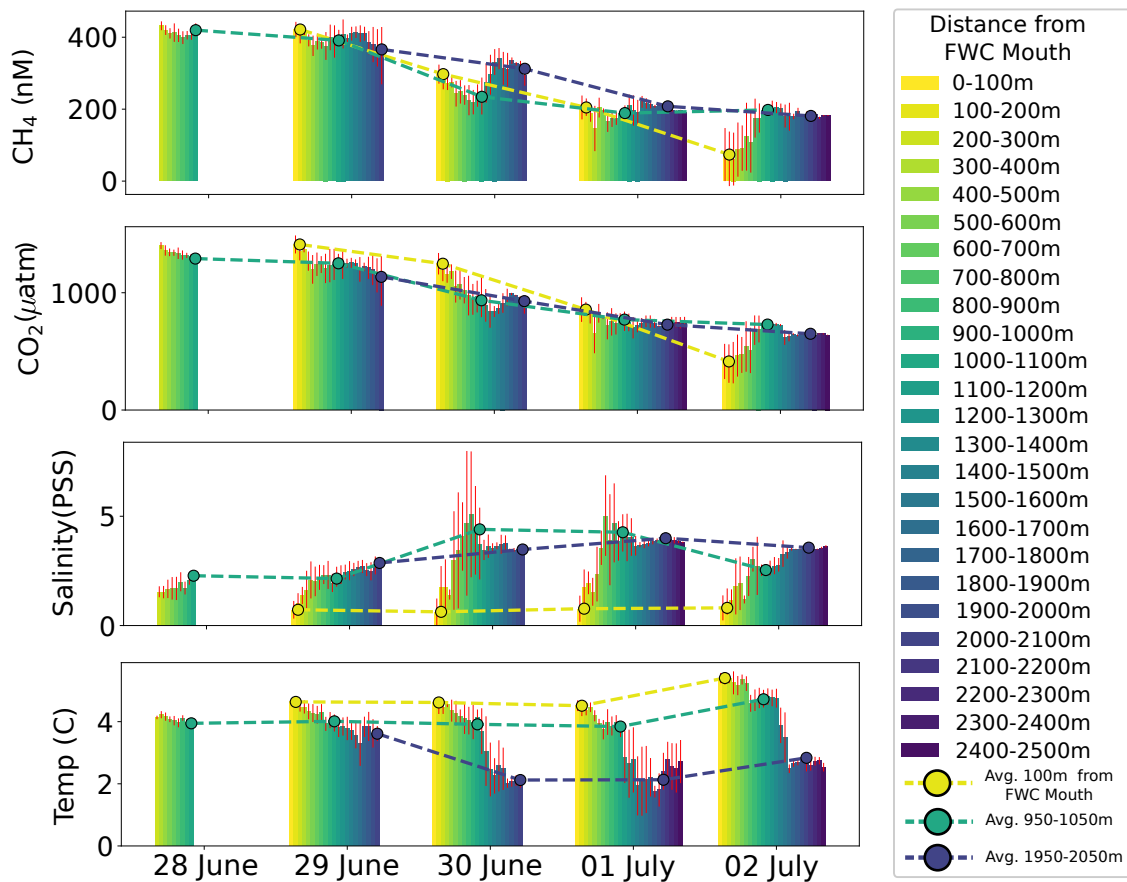 CH4 (nM)
400
200
0
CO2(μatm)
1000
0
Salinity(PSS)
5
0
Temp (C)
4
2
0
28 June
29 June
30 June
01 July
02 July
Distance from
FWC Mouth
0-100m
100-200m
200-300m
300-400m
400-500m
500-600m
600-700m
700-800m
800-900m
900-1000m
1000-1100m
1100-1200m
1200-1300m
1300-1400m
1400-1500m
1500-1600m
1600-1700m
1700-1800m
1800-1900m
1900-2000m
2000-2100m
2100-2200m
2200-2300m
2300-2400m
2400-2500m
Avg. 100m from
FWC Mouth
Avg. 950-1050m
Avg. 1950-2050m